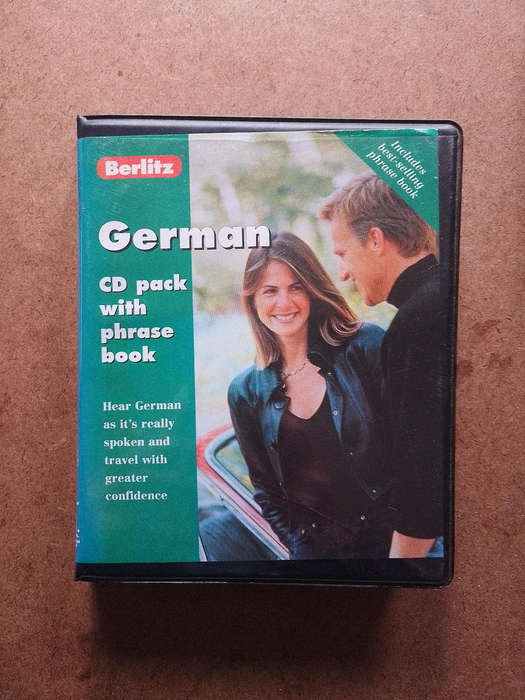 Berlitz
Includes
best-selling
phrase book
German
CD pack
with
phrase
book
Hear German
as it's really
spoken and
travel with
greater
confidence